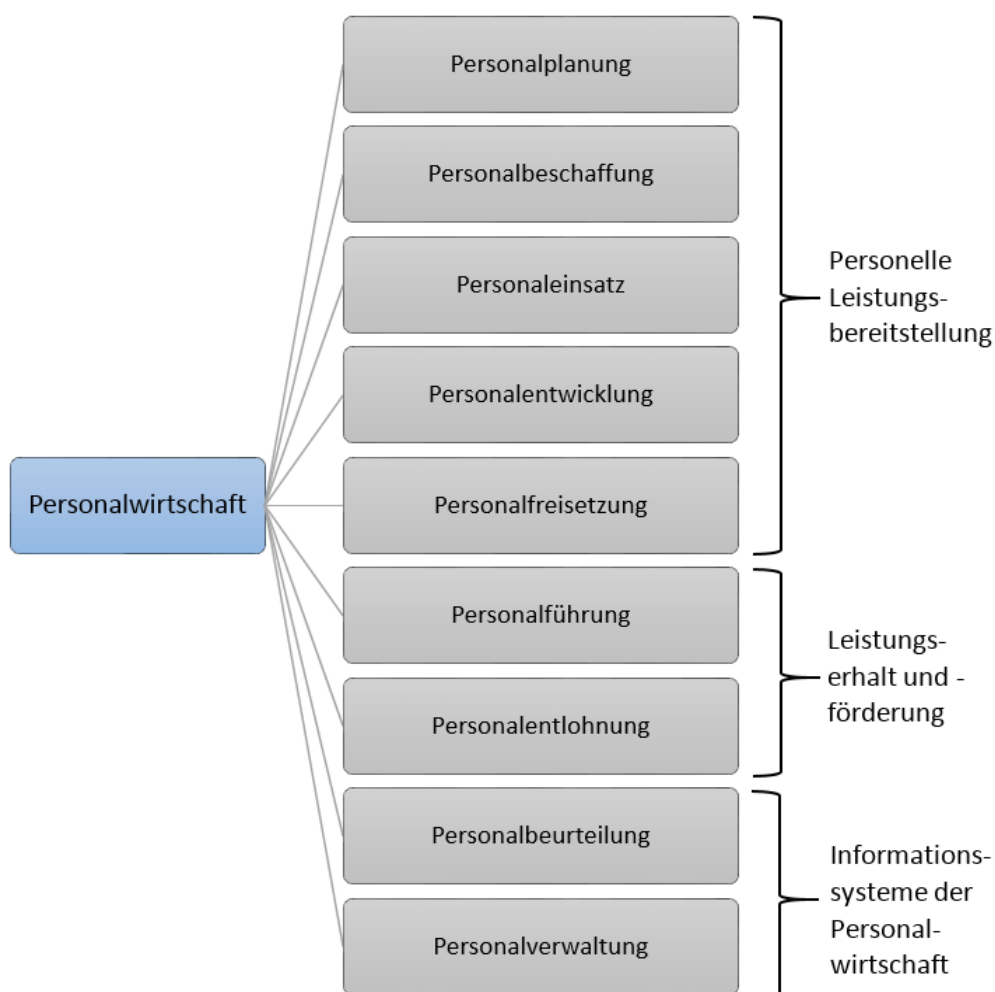 Personalwirtschaft
Personalplanung
Personalbeschaffung
Personaleinsatz
Personalentwicklung
Personalfreisetzung
Personalführung
Personalentlohnung
Personalbeurteilung
Personalverwaltung
Personelle
Leistungs-
bereitstellung
Leistungs-
erhalt und -
förderung
Informations-
systeme der
Personal-
wirtschaft